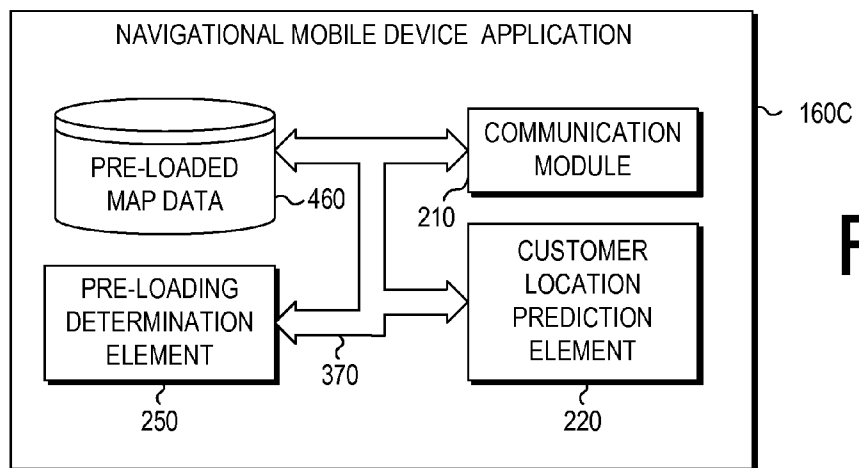 NAVIGATIONAL MOBILE DEVICE APPLICATION
160C
PRE-LOADED
MAP DATA
460
COMMUNICATION
MODULE
210
PRE-LOADING
DETERMINATION
ELEMENT
250
370
CUSTOMER
LOCATION
PREDICTION
ELEMENT
220
F